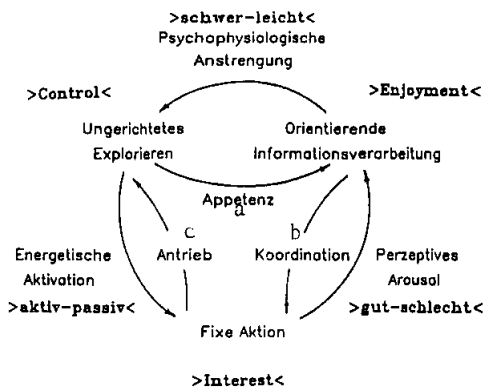 >schwer-leicht<
Psychophysiologische
Anstrengung
>Control<
>Enjoyment<
Ungerichtetes
Explorieren
Orientierende
Informationsverarbeitung
Appetenz
a
c
b
Energetische
Aktivation
Antrieb
Koordination
Perzeptives
Arousal
>aktiv-passiv<
>gut-schlecht<
Fixe Aktion
>Interest<